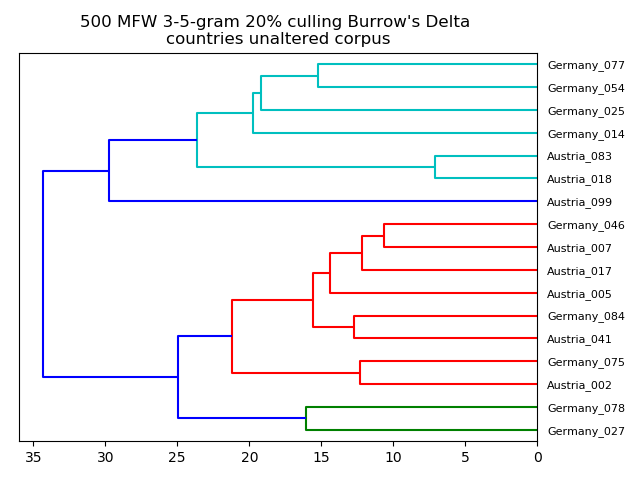 500 MFW 3-5-gram 20% culling Burrow's Delta
countries unaltered corpus
Germany_077
Germany_054
Germany_025
Germany_014
Austria_083
Austria_018
Austria_099
Germany_046
Austria_007
Austria_017
Austria_005
Germany_084
Austria_041
Germany_075
Austria_002
Germany_078
Germany_027
35 30 25 20 15 10 5 0